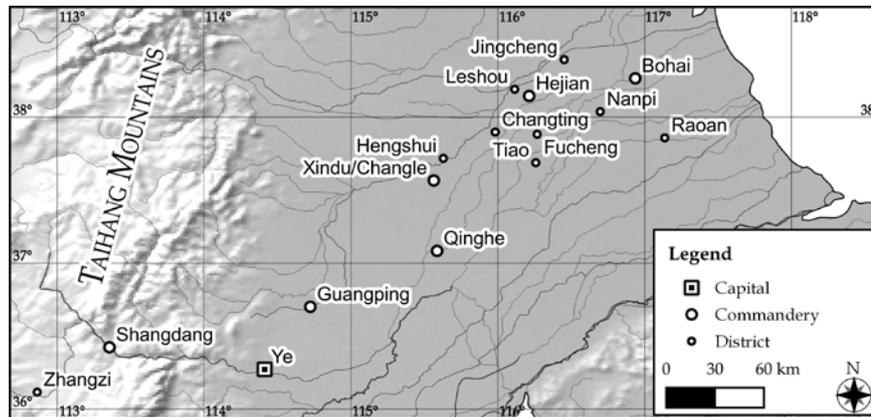 113°
114°
115°
116°
117°
118°
Jingcheng
Leshou
Bohai
Hejian
Nanpi
38°
38
Changting
Raoan
Hengshui
Tiao
Fucheng
Xindu/Changle
TAIHANG MOUNTAINS
37°
Qinghe
Guangping
Shangdang
Ye
Zhangzi
36°
113°
114°
115°
116°
Legend
Capital
Commandery
District
0 30 60 km
N